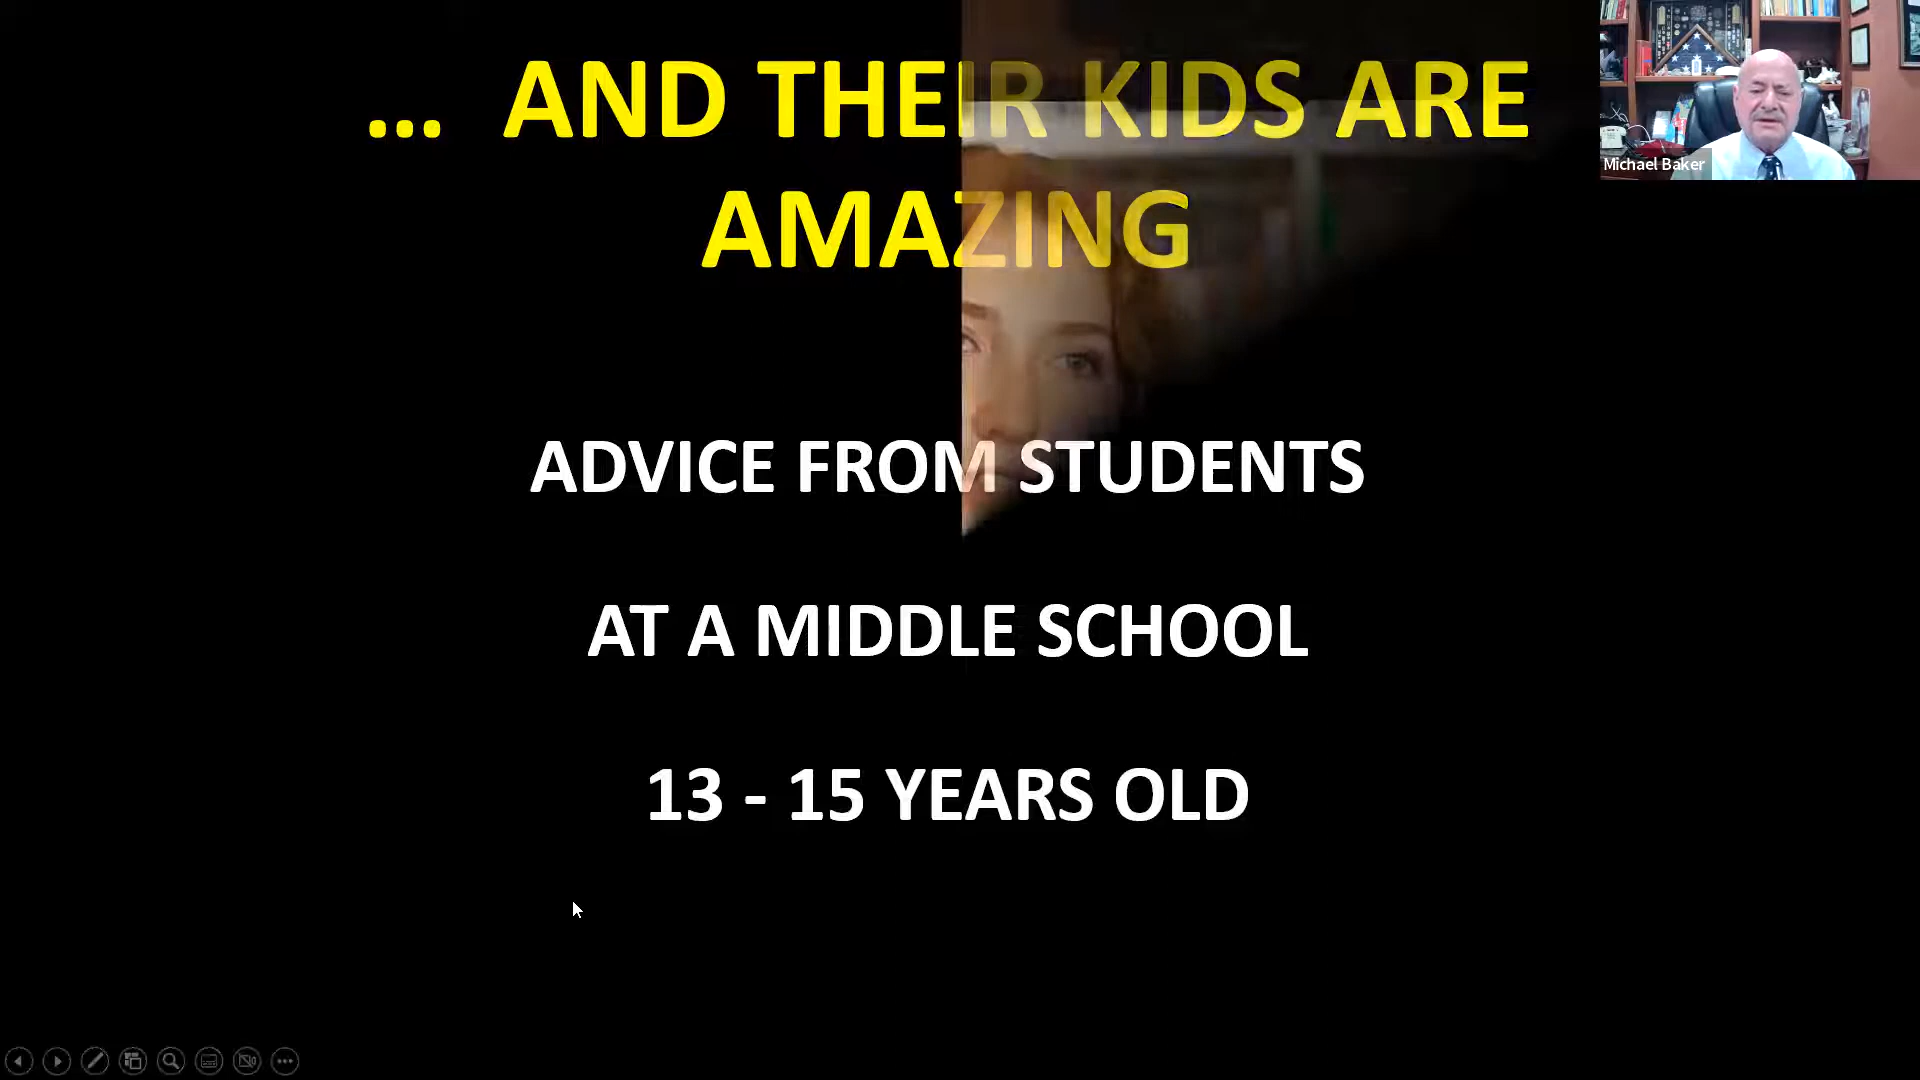 ... AND THEIR KIDS ARE
AMAZING
Michael Baker
ADVICE FROM STUDENTS
AT A MIDDLE SCHOOL
13 - 15 YEARS OLD